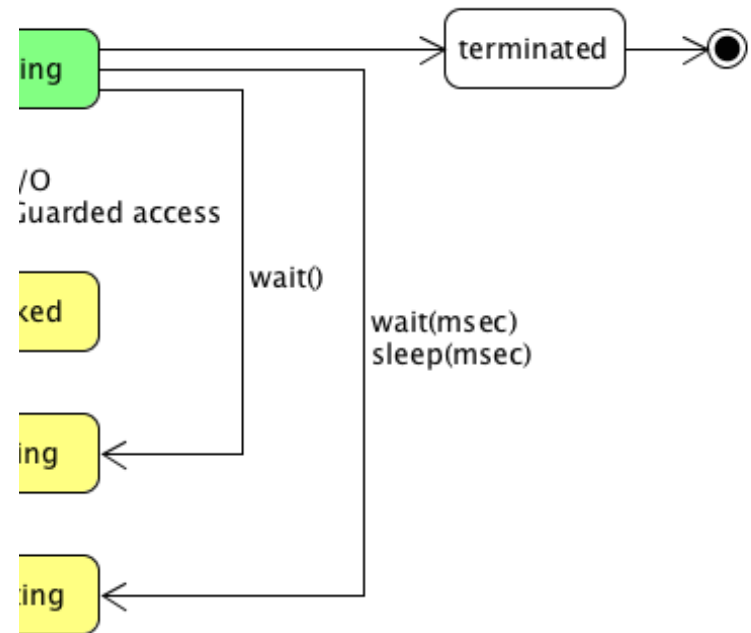 terminated
ing
/O
Guarded access
wait()
ked
wait(msec)
sleep(msec)
ing
ting